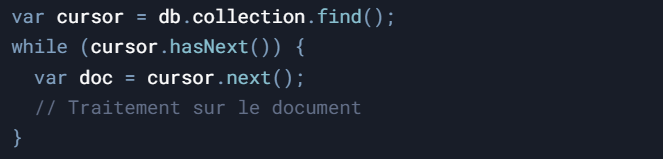 var cursor = db.collection.find();
while (cursor.hasNext()) {
  var doc = cursor.next();
  // Traitement sur le document
}